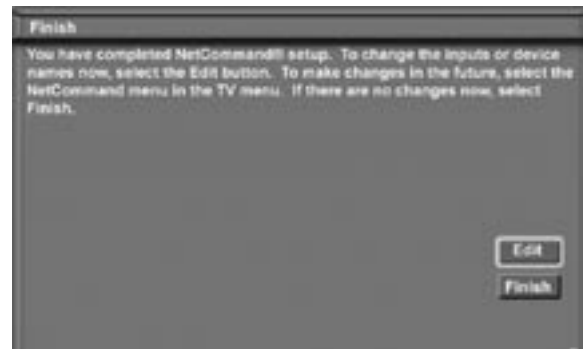 Finish
You have completed NetCommand® setup. To change the inputs or device
names now, select the Edit button. To make changes in the future, select the
NetCommand menu in the TV menu. If there are no changes now, select
Finish.
Edit
Finish